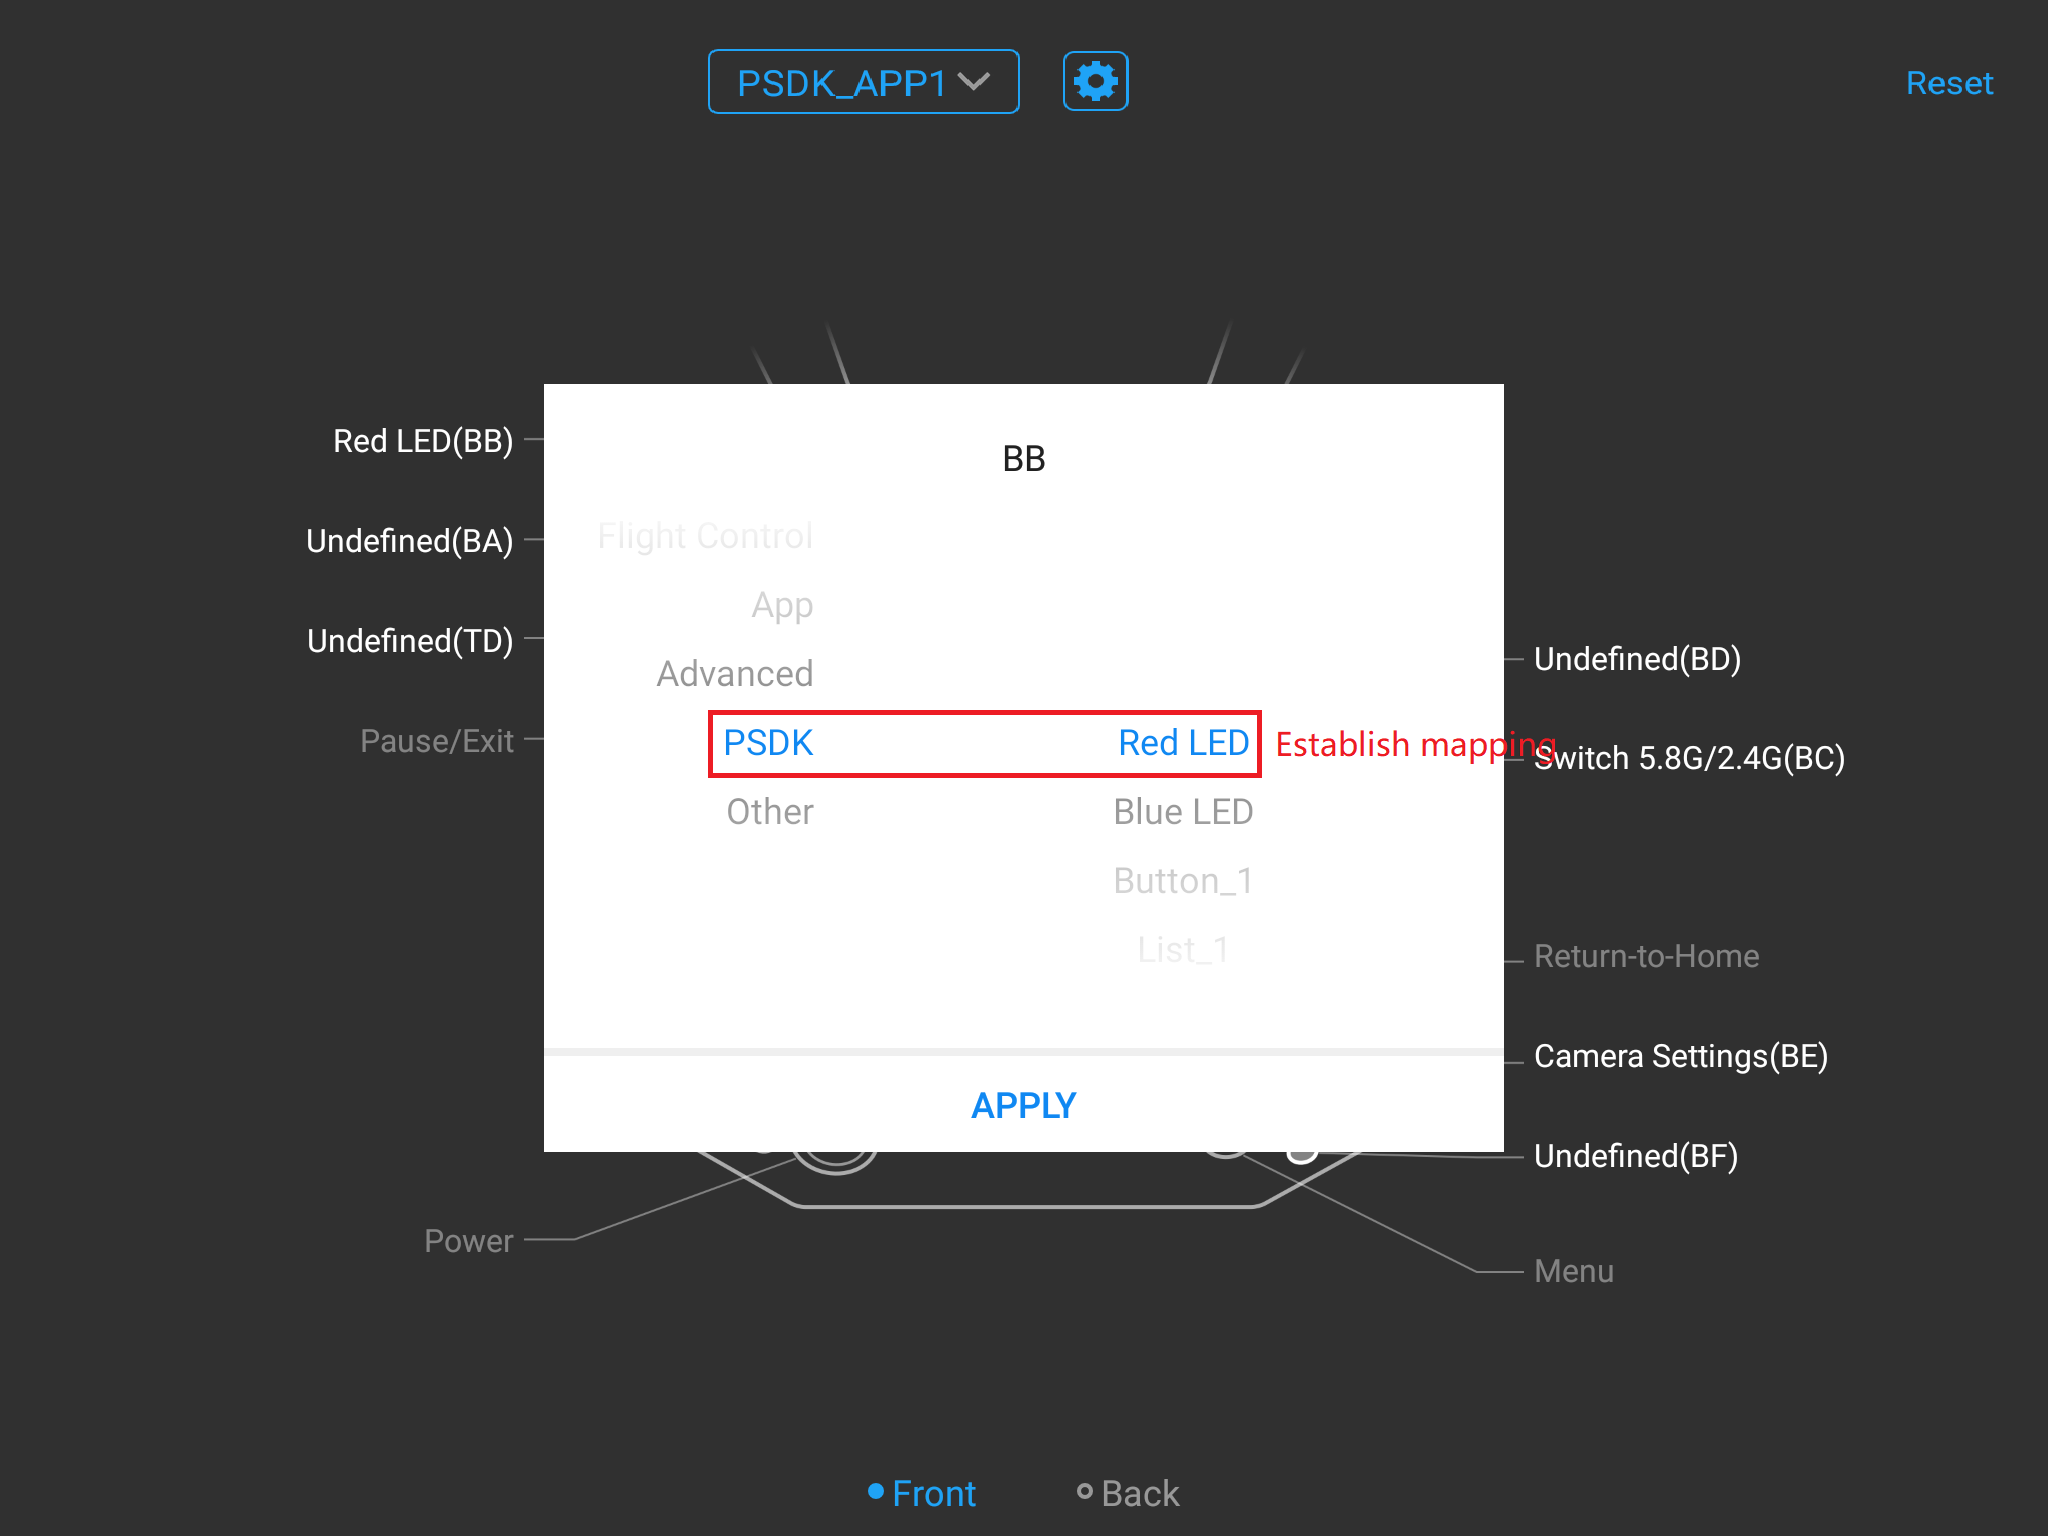 PSDK_APP1
Reset
Red LED(BB)
Undefined(BA)
Undefined(TD)
Pause/Exit
Power
BB
Flight Control
App
Advanced
PSDK
Red LED
Establish mapping
Other
Blue LED
Button_1
List_1
APPLY
Undefined(BD)
Switch 5.8G/2.4G(BC)
Return-to-Home
Camera Settings(BE)
Undefined(BF)
Menu
Front
Back